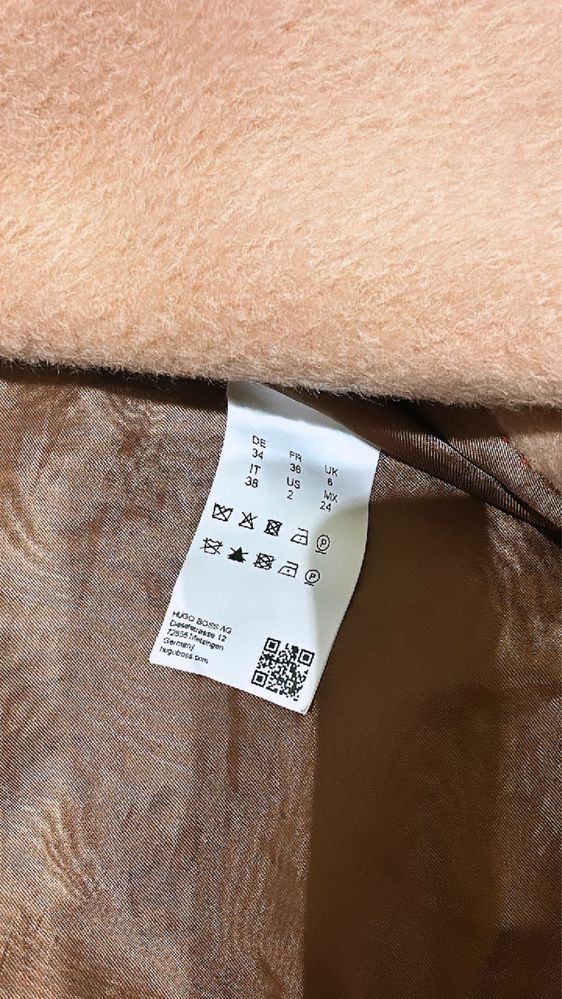 DE FR UK
34 36 6
IT US MX
38 2 24
P
P
HUGO BOSS AG
Dieselstrasse 12
72555 Metzingen
Germany
hugoboss.com